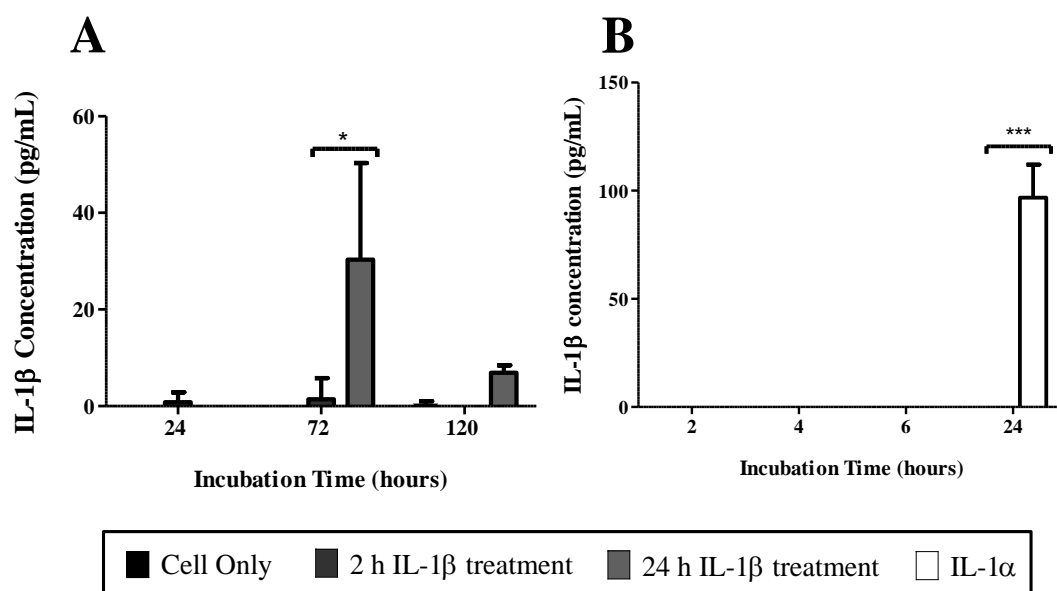 A
IL-1β Concentration (pg/mL)
60
40
20
0
*
24 72 120
Incubation Time (hours)
B
IL-1β concentration (pg/mL)
150
100
50
0
***
2 4 6 24
Incubation Time (hours)
Cell Only 2 h IL-1β treatment 24 h IL-1β treatment IL-1α